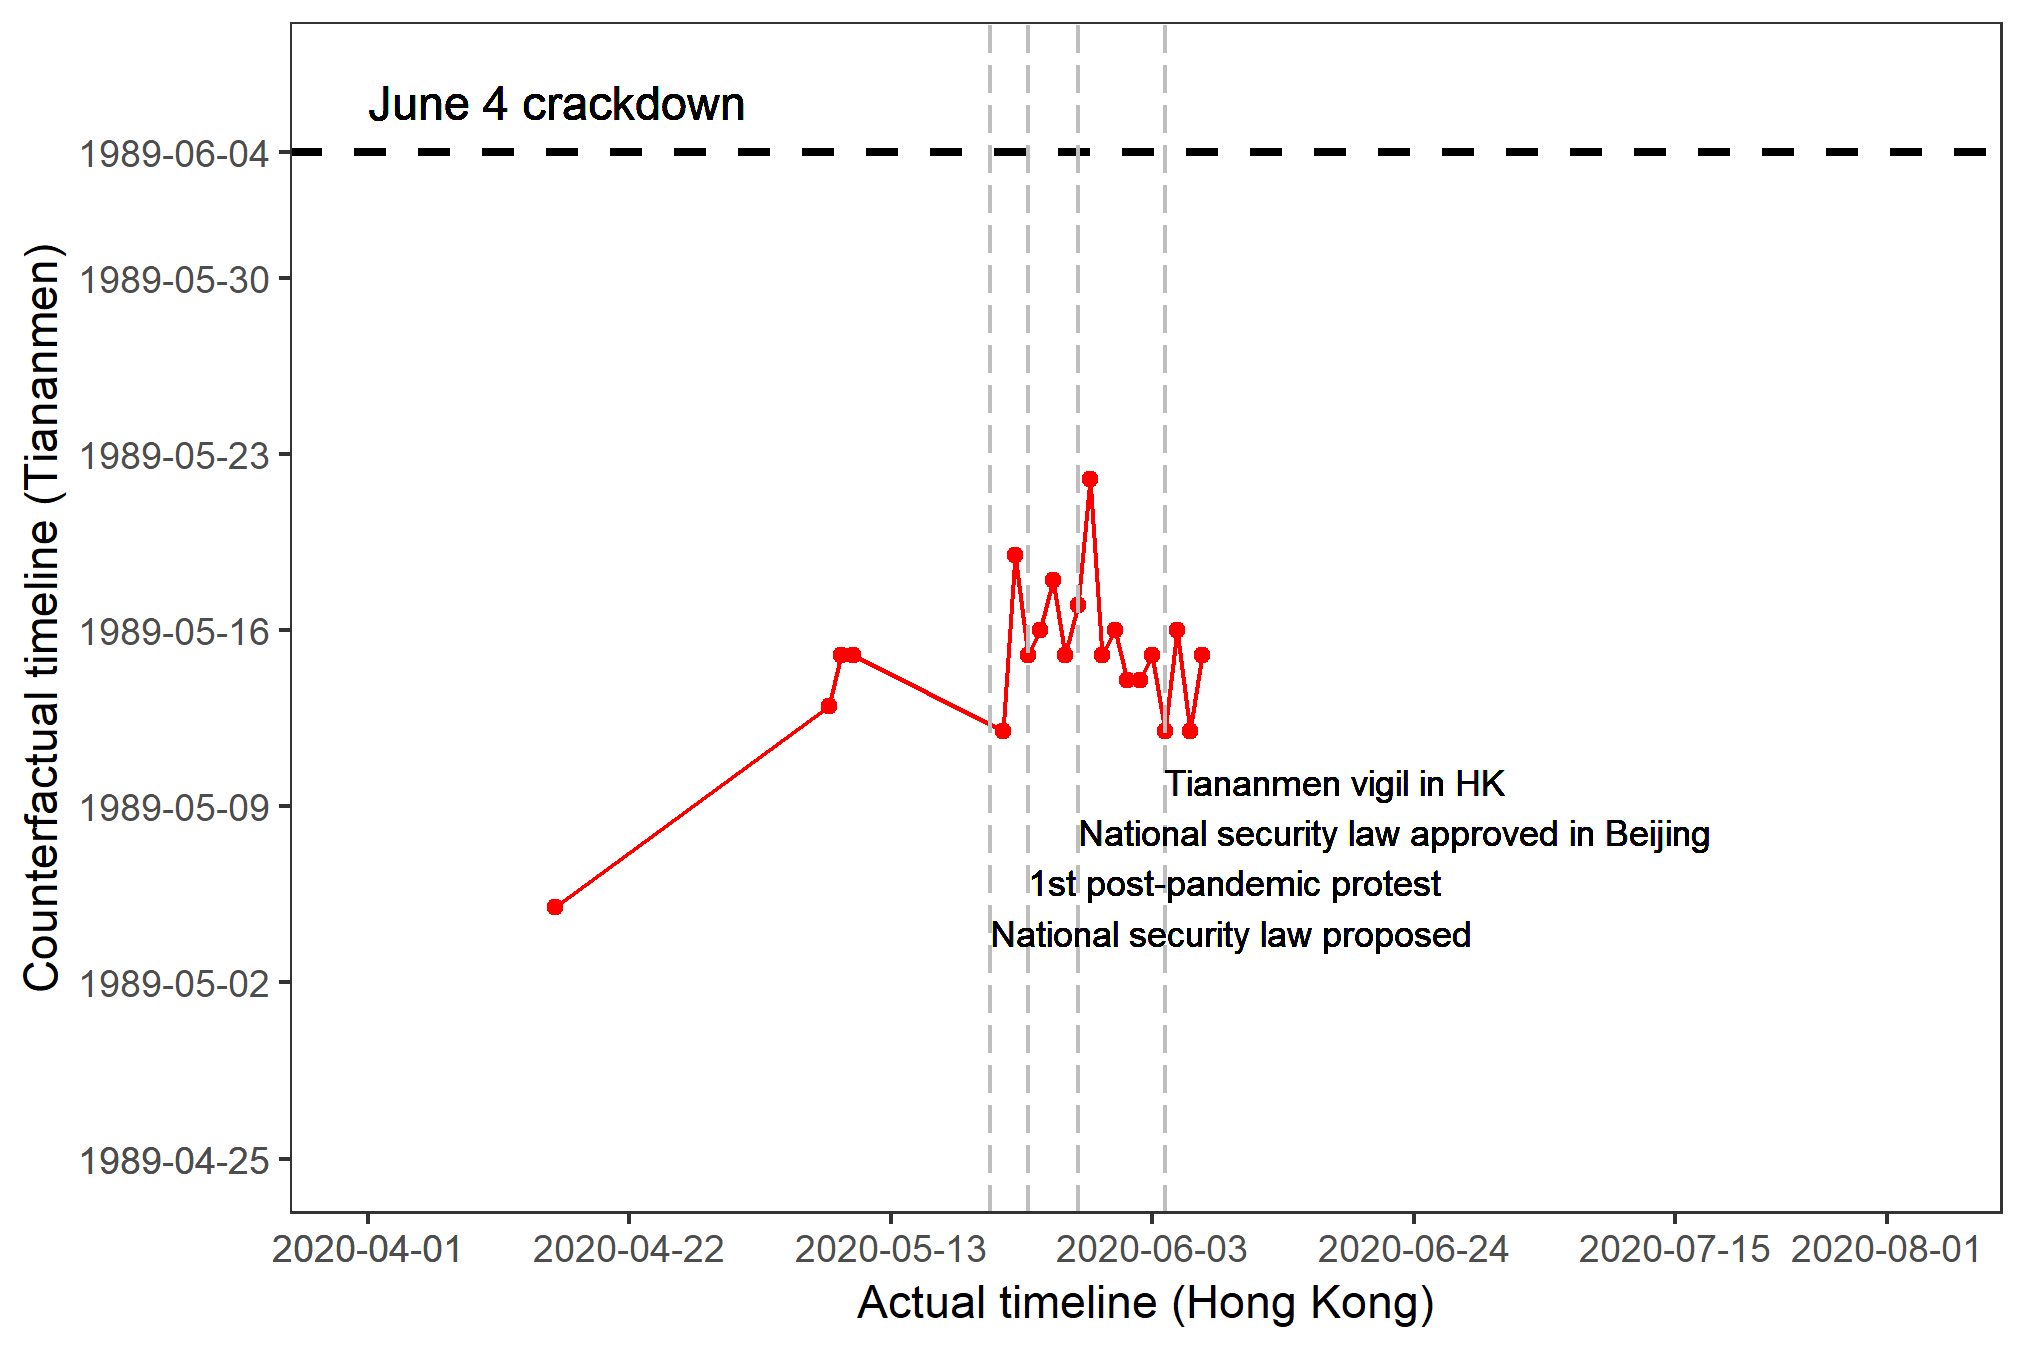 June 4 crackdown
1989-06-04
1989-05-30
1989-05-23
1989-05-16
1989-05-09
1989-05-02
1989-04-25
Counterfactual timeline (Tiananmen)
Tiananmen vigil in HK
National security law approved in Beijing
1st post-pandemic protest
National security law proposed
2020-04-01 2020-04-22 2020-05-13 2020-06-03 2020-06-24 2020-07-15 2020-08-01
Actual timeline (Hong Kong)